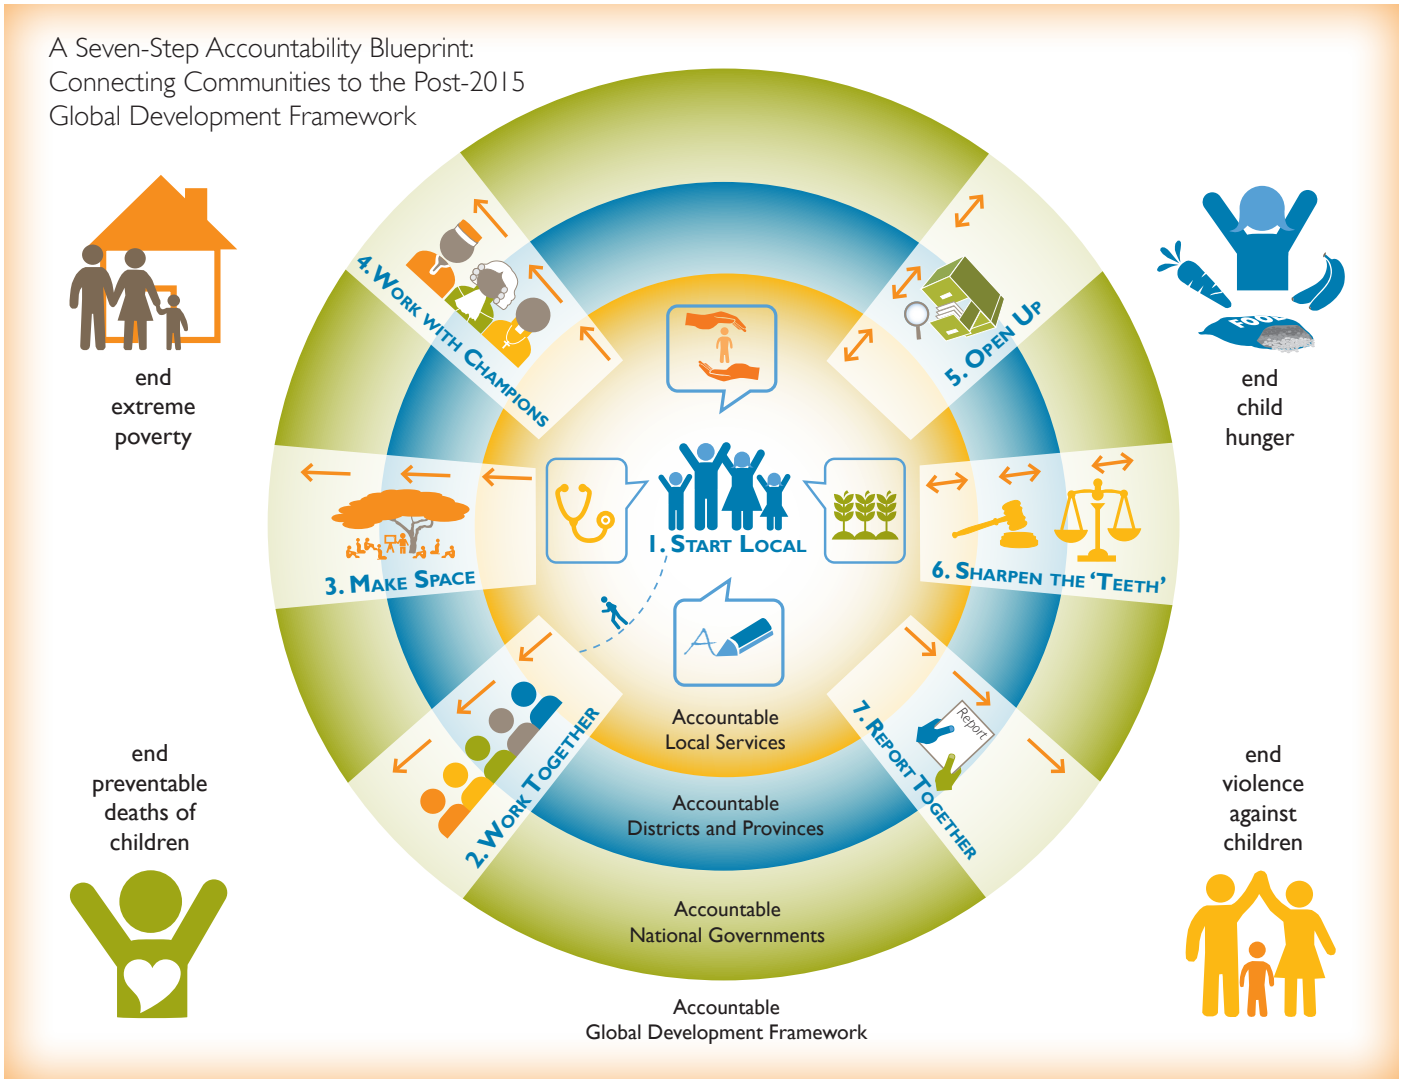 A Seven-Step Accountability Blueprint:
Connecting Communities to the Post-2015
Global Development Framework
end
extreme
poverty
end
child
hunger
end
preventable
deaths of
children
end
violence
against
children
1. START LOCAL
2. WORK TOGETHER
3. MAKE SPACE
4. WORK WITH CHAMPIONS
5. OPEN UP
6. SHARPEN THE ‘TEETH’
7. REPORT TOGETHER
Report
FOOD
A
Accountable
Local Services
Accountable
Districts and Provinces
Accountable
National Governments
Accountable
Global Development Framework